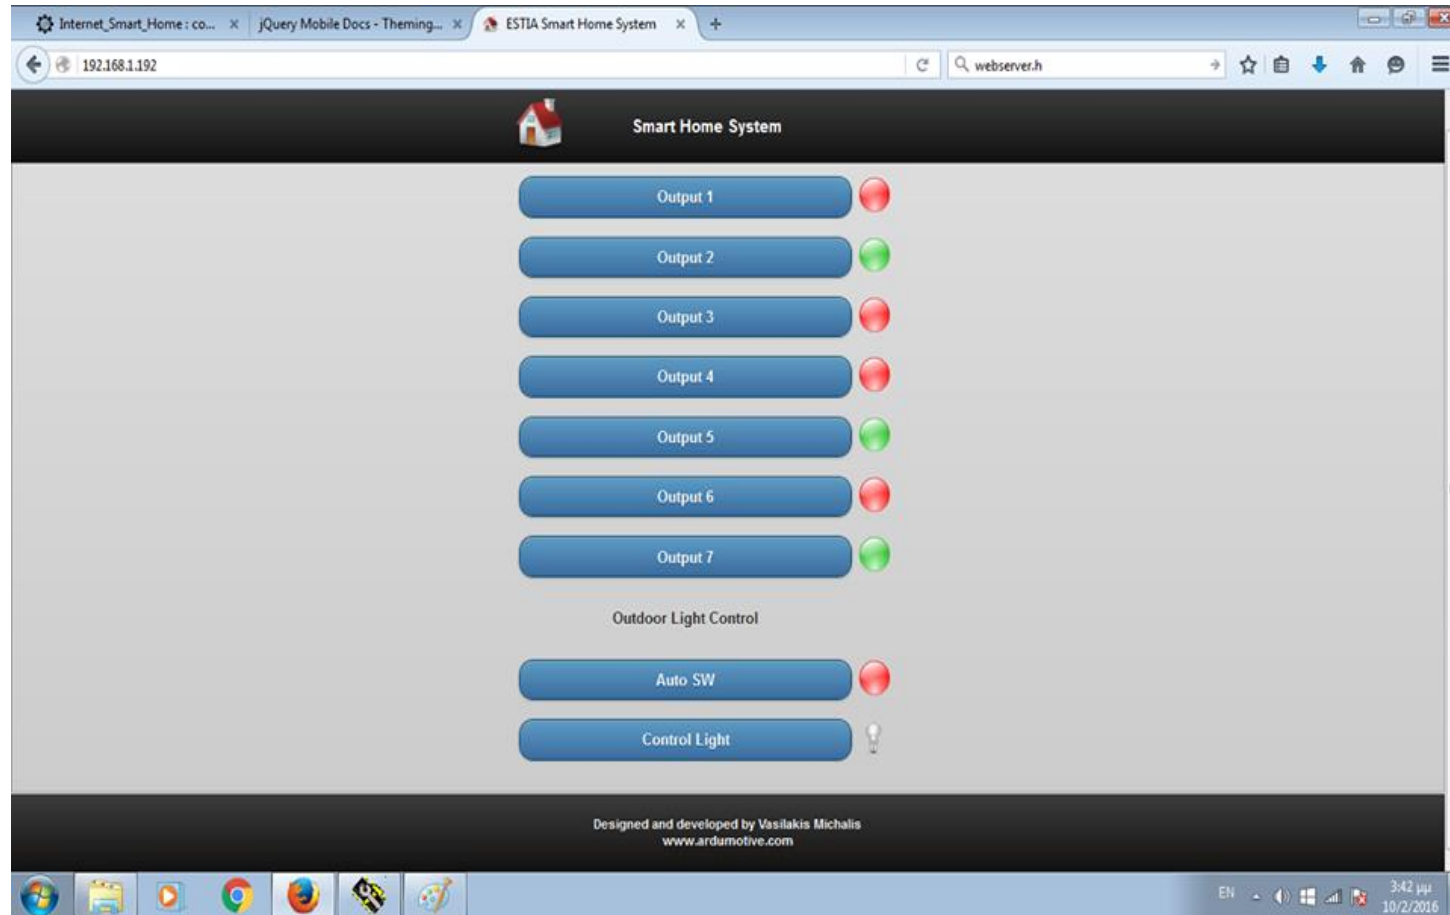 Internet_Smart_Home : co...
jQuery Mobile Docs - Theming...
ESTIA Smart Home System
192.168.1.192
webserver.h
Smart Home System
Output 1
Output 2
Output 3
Output 4
Output 5
Output 6
Output 7
Outdoor Light Control
Auto SW
Control Light
Designed and developed by Vasilakis Michalis
www.ardumotive.com
EN
3:42 μμ
10/2/2016